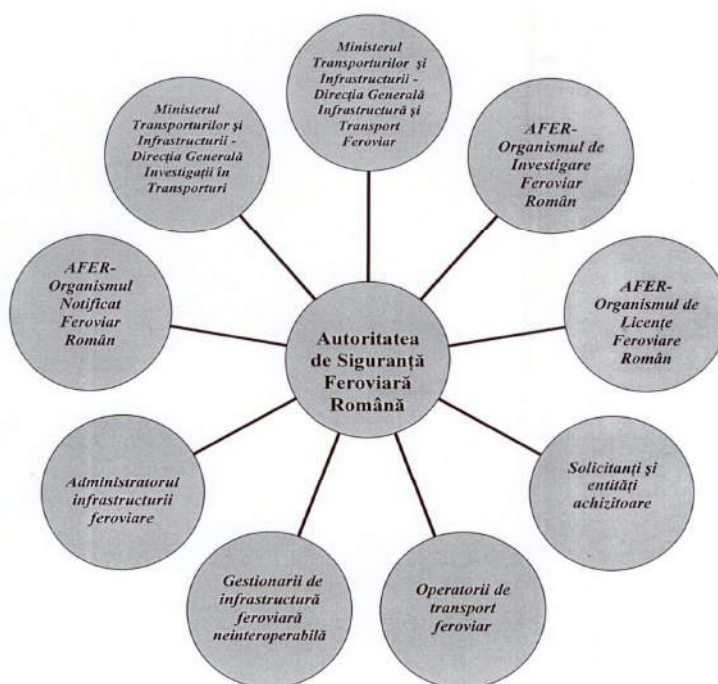 Ministerul
Transporturilor și
Infrastructurii -
Direcția Generală
Infrastructură și
Transport
Feroviar
Ministerul
Transporturilor și
Infrastructurii -
Direcția Generală
Investigații în
Transporturi
AFER-
Organismul de
Investigare
Feroviar
Român
AFER-
Organismul
Notificat
Feroviar
Român
AFER-
Organismul de
Licențe
Feroviare
Român
Autoritatea
de Siguranță
Feroviară
Română
Administratorul
infrastructurii
feroviare
Solicitanți și
entități
achizitoare
Gestionarii de
infrastructură
feroviară
neinteroperabilă
Operatorii de
transport
feroviar